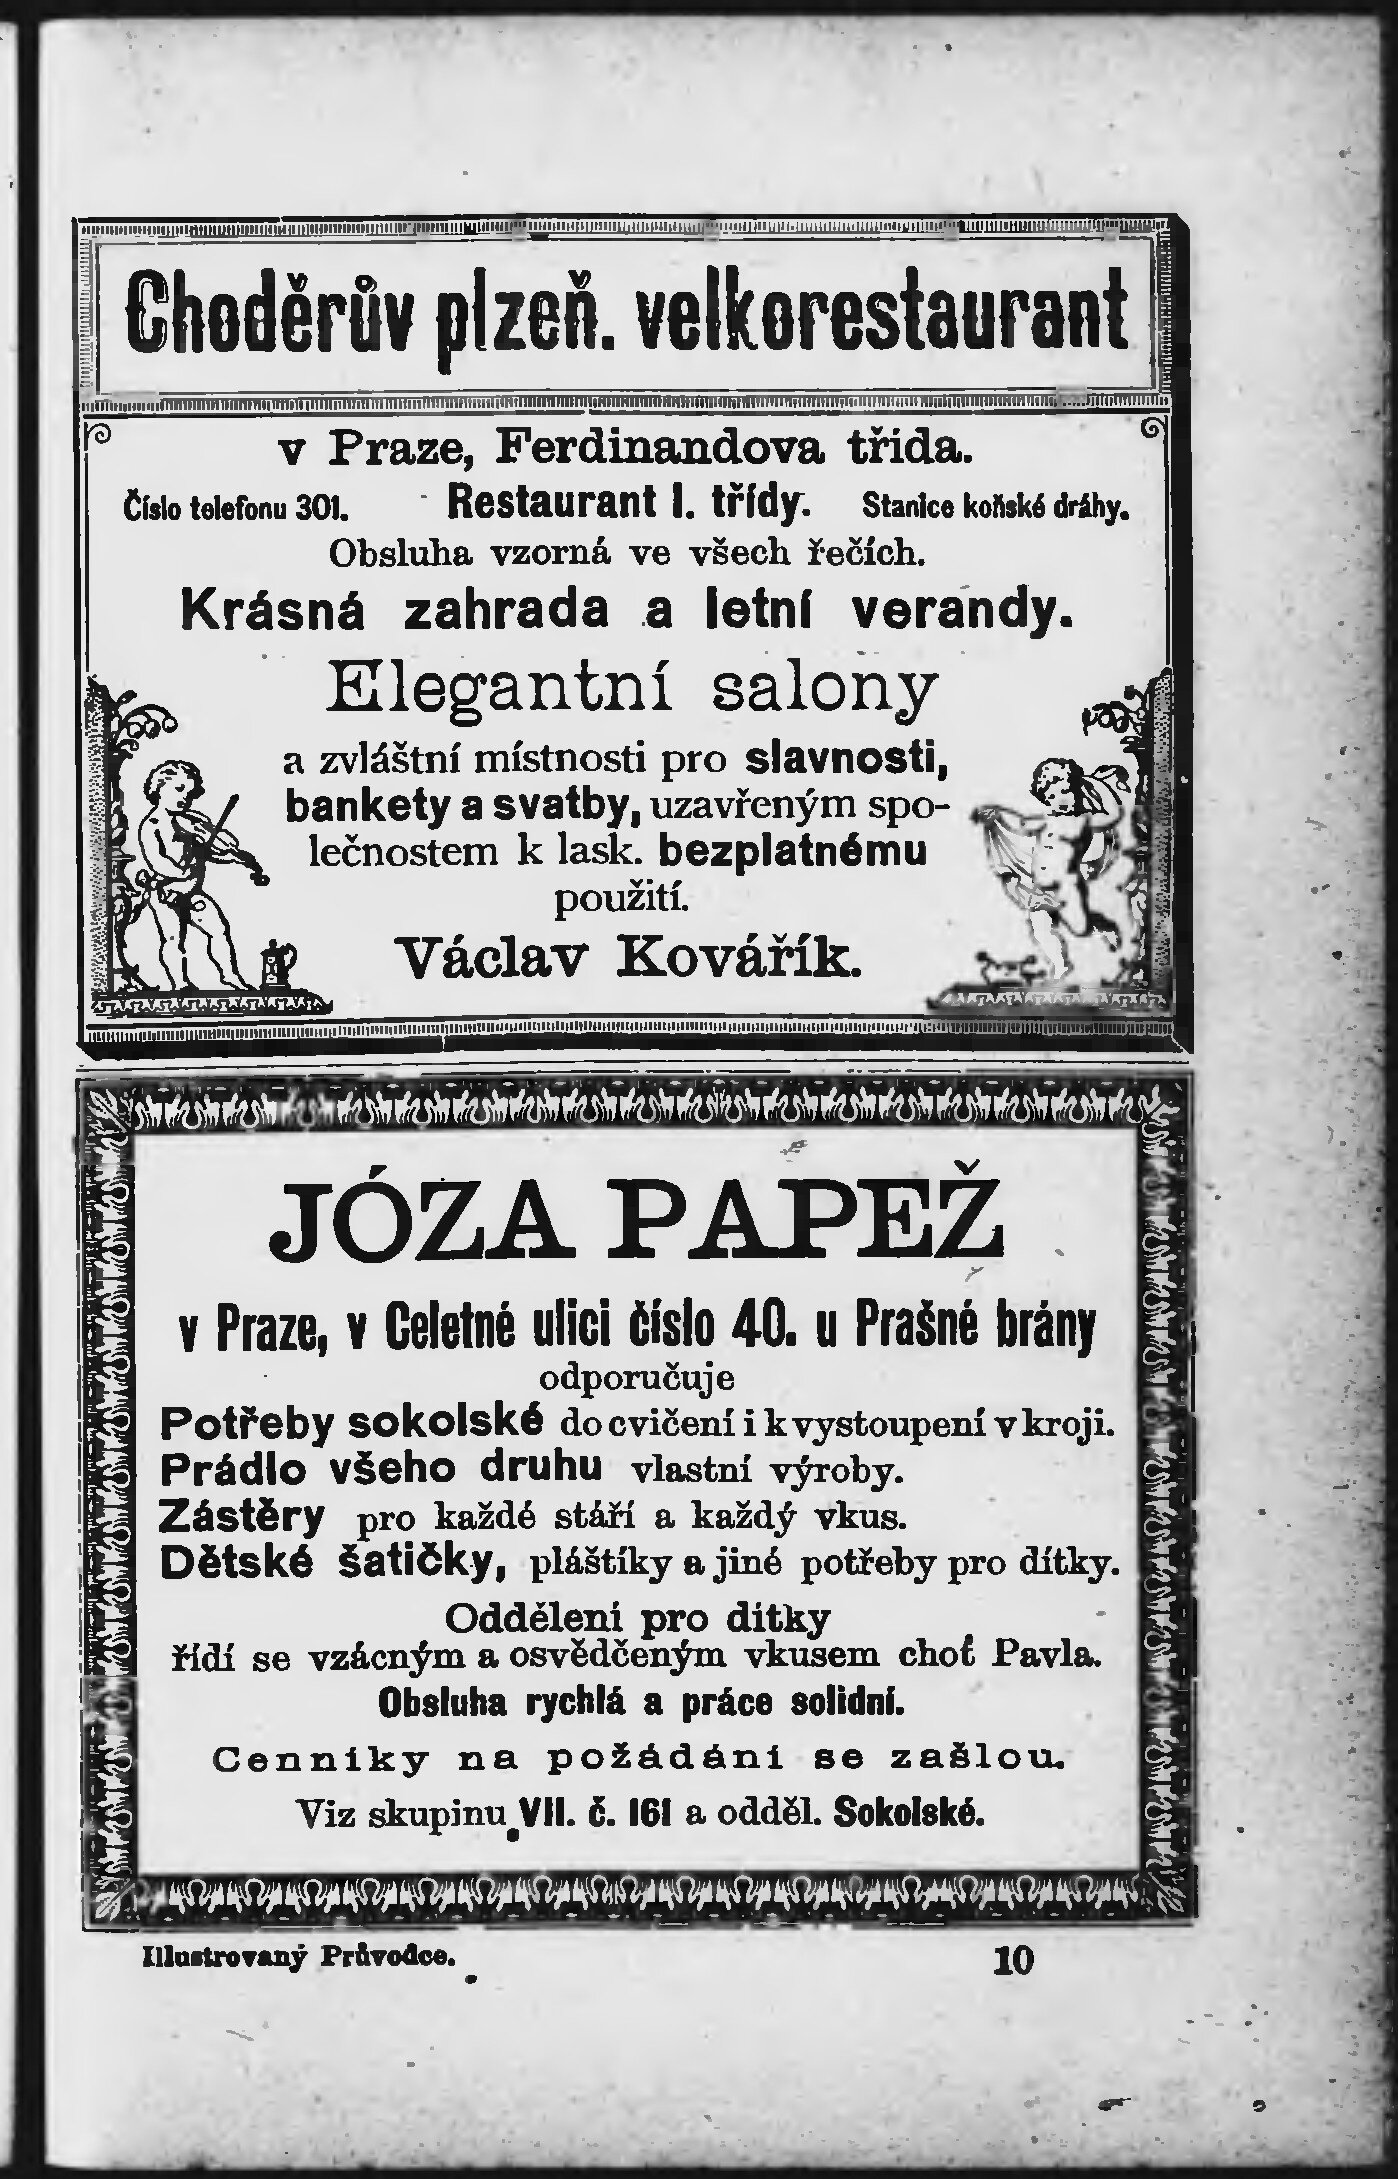 Choděrův plzeň. velkorestaurant
v Praze, Ferdinandova třída.
Číslo telefonu 301. Restaurant I. třídy. Stanice koňské dráhy.
Obsluha vzorná ve všech řečích.
Krásná zahrada a letní verandy.
Elegantní salony
a zvláštní místnosti pro slavnosti,
bankety a svatby, uzavřeným spo-
lečnostem k lask. bezplatnému
použití.
Václav Kovářík.
JÓZA PAPEŽ
v Praze, v Celetné ulici číslo 40. u Prašné brány
odporučuje
Potřeby sokolské do cvičení i k vystoupení v kroji.
Prádlo všeho druhu vlastní výroby.
Zástěry pro každé stáří a každý vkus.
Dětské šatičky, pláštíky a jiné potřeby pro dítky.
Oddělení pro dítky
řídí se vzácným a osvědčeným vkusem choť Pavla.
Obsluha rychlá a práce solidní.
Cenníky na požádání se zašlou.
Viz skupinu VII. č. 161 a odděl. Sokolské.
Illustrovaný Průvodce. 10